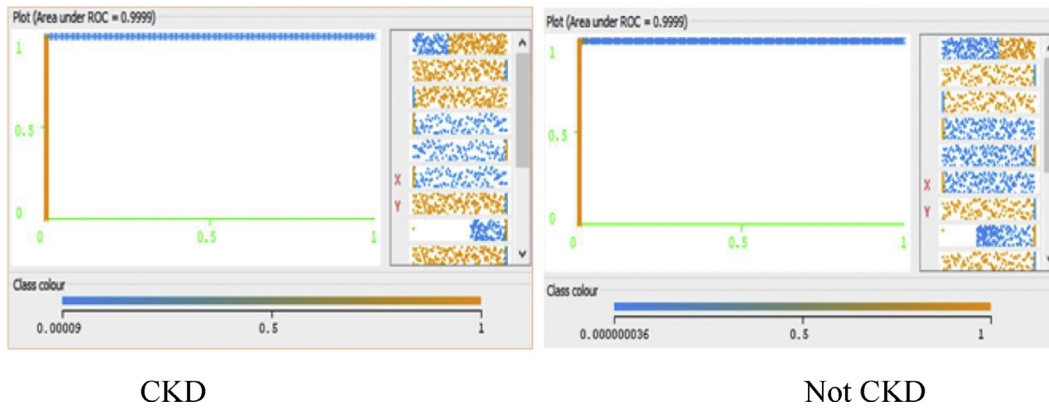 Plot (Area under ROC = 0.9999)
1
0.5
0
0
0.5
1
X
Y
Class colour
0.00009
0.5
1
CKD
Plot (Area under ROC = 0.9999)
1
0.5
0
0
0.5
1
X
Y
Class colour
0.000000036
0.5
1
Not CKD